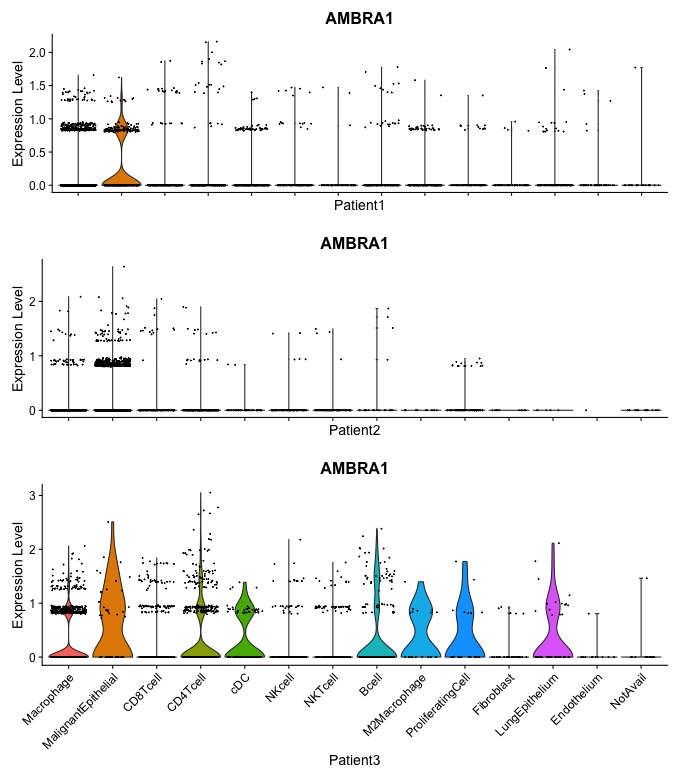 AMBRA1
Expression Level
2.0
1.5
1.0
0.5
0.0
Patient1
AMBRA1
Expression Level
2
1
0
Patient2
AMBRA1
Expression Level
3
2
1
0
Macrophage
MalignantEpithelial
CD8Tcell
CD4Tcell
cDC
NKcell
NKTcell
Bcell
M2Macrophage
ProliferatingCell
Fibroblast
LungEpithelium
Endothelium
NotAvail
Patient3